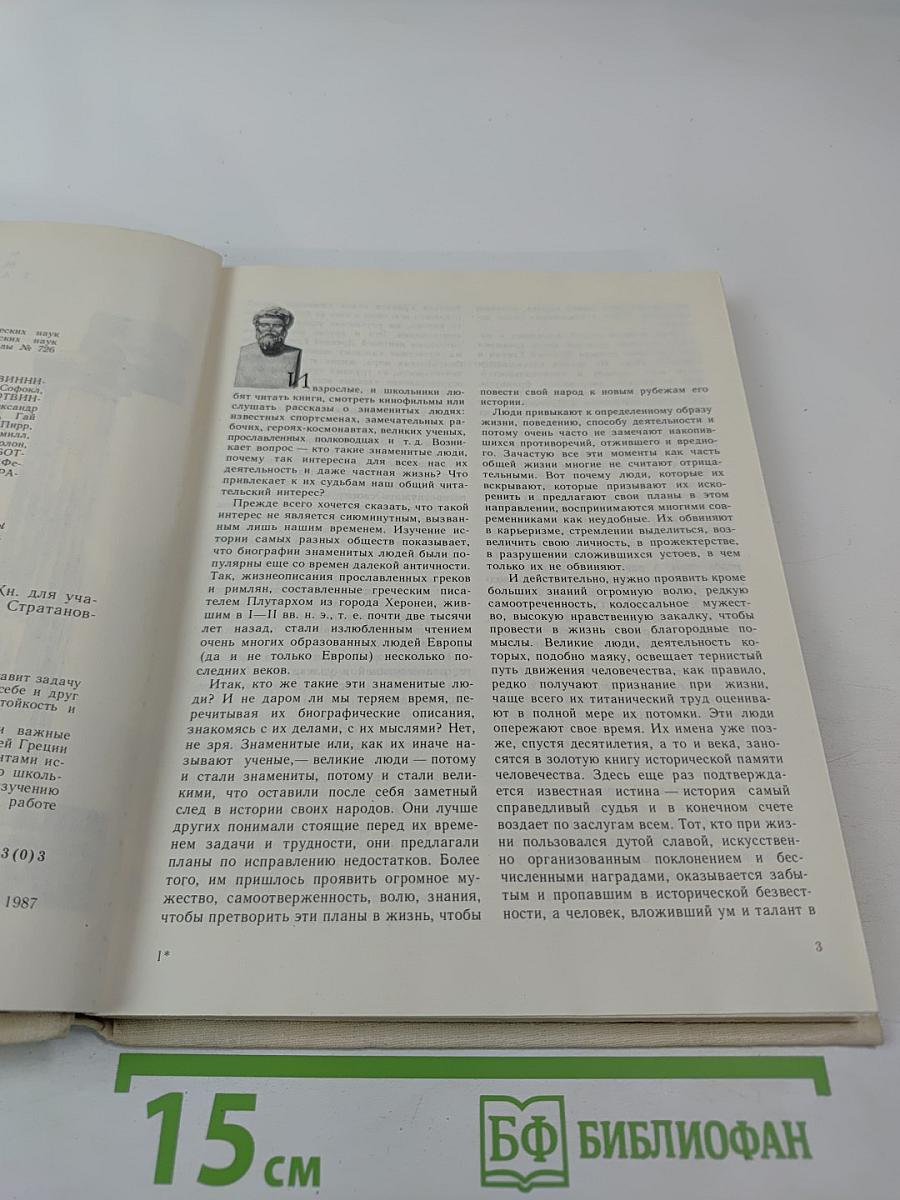 еских наук
ских наук
лы № 726
ВИННИ-
Софокл,
ОТВИН-
ксандр
Гай
Пирр,
милл,
олон,
БОТ-
Фе-
РА-
ы
Кн. для уча-
Стратанов-
авит задачу
себе и друг
тойкость и
и важные
ей Греции
нтами ис-
о школь-
изучению
работе
3(0)3
1987
И взрослые, и школьники лю-
бят читать книги, смотреть кинофильмы или
слушать рассказы о знаменитых людях:
известных спортсменах, замечательных ра-
бочих, героях-космонавтах, великих ученых,
прославленных полководцах и т. д. Возни-
кает вопрос — кто такие знаменитые люди,
почему так интересна для всех нас их
деятельность и даже частная жизнь? Что
привлекает к их судьбам наш общий чита-
тельский интерес?
Прежде всего хочется сказать, что такой
интерес не является сиюминутным, вызван-
ным лишь нашим временем. Изучение ис-
тории самых разных обществ показывает,
что биографии знаменитых людей были по-
пулярны еще со времен далекой античности.
Так, жизнеописания прославленных греков
и римлян, составленные греческим писа-
телем Плутархом из города Херонеи, жив-
шим в I—II вв. н. э., т. е. почти две тысячи
лет назад, стали излюбленным чтением
очень многих образованных людей Европы
(да и не только Европы) несколько по-
следних веков.
Итак, кто же такие эти знаменитые лю-
ди? И не даром ли мы теряем время, пе-
речитывая их биографические описания,
знакомясь с их делами, с их мыслями? Нет,
не зря. Знаменитые или, как их иначе на-
зывают ученые,— великие люди — потому
и стали знамениты, потому и стали вели-
кими, что оставили после себя заметный
след в истории своих народов. Они лучше
других понимали стоящие перед их време-
нем задачи и трудности, они предлагали
планы по исправлению недостатков. Более
того, им пришлось проявить огромное му-
жество, самоотверженность, волю, знания,
чтобы претворить эти планы в жизнь, чтобы
повести свой народ к новым рубежам его
истории.
Люди привыкают к определенному образу
жизни, поведению, способу деятельности и
потому очень часто не замечают накопив-
шихся противоречий, отжившего и вредно-
го. Зачастую все эти моменты как часть
общей жизни многие не считают отрица-
тельными. Вот почему люди, которые их
вскрывают, которые призывают их иско-
ренить и предлагают свои планы в этом
направлении, воспринимаются многими сов-
ременниками как неудобные. Их обвиняют
в карьеризме, стремлении выделиться, воз-
величить свою личность, в прожектерстве,
в разрушении сложившихся устоев, в чем
только их не обвиняют.
И действительно, нужно проявить кроме
больших знаний огромную волю, редкую
самоотреченность, колоссальное мужест-
во, высокую нравственную закалку, чтобы
провести в жизнь свои благородные по-
мыслы. Великие люди, деятельность ко-
торых, подобно маяку, освещает тернистый
путь движения человечества, как правило,
редко получают признание при жизни,
чаще всего их титанический труд оценива-
ют в полной мере их потомки. Эти люди
опережают свое время. Их имена уже поз-
же, спустя десятилетия, а то и века, зано-
сятся в золотую книгу исторической памяти
человечества. Здесь еще раз подтвержда-
ется известная истина — история самый
справедливый судья и в конечном счете
воздает по заслугам всем. Тот, кто при жиз-
ни пользовался дутой славой, искусствен-
но организованным поклонением и бес-
численными наградами, оказывается забы-
тым и пропавшим в исторической безвест-
ности, а человек, вложивший ум и талант в
1*
3
15 см
БФ БИБЛИОФАН